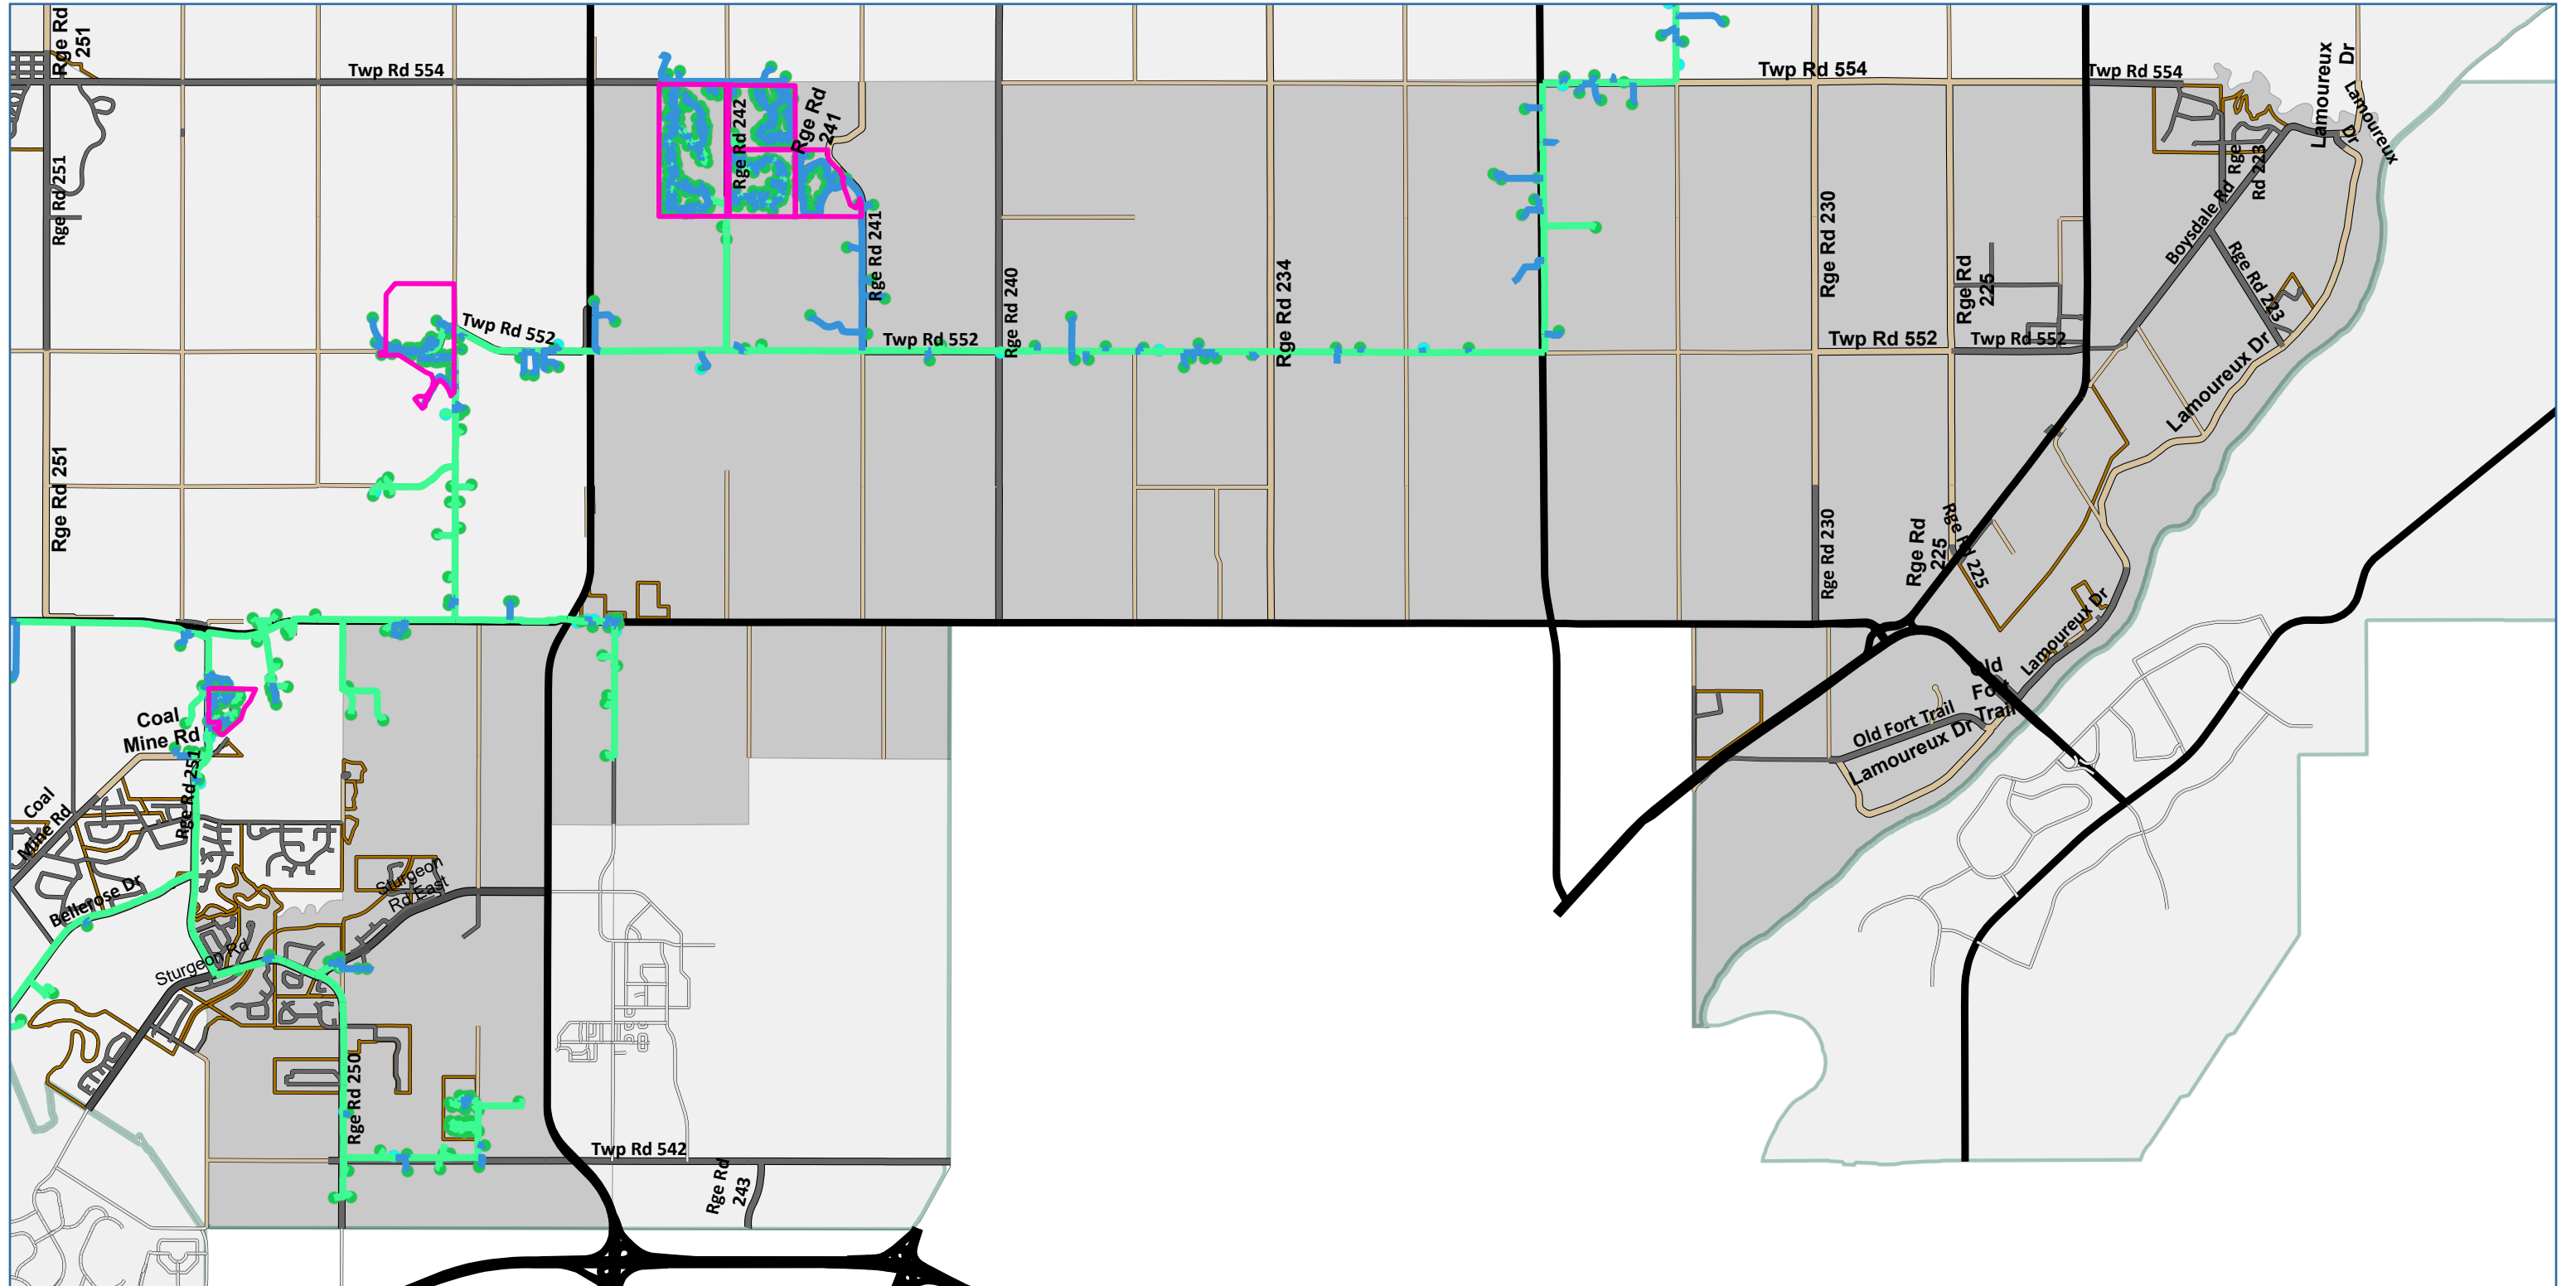 Rge Rd
251
Twp Rd 554
Twp Rd 554
Twp Rd 554
Lamoureux
Dr
Lamoureux
Dr
Rge Rd 242
Rge Rd
241
Rge Rd 251
Rge
Rd 223
Boysdale Rd
Rge Rd 241
Rge Rd 230
Rge Rd 240
Rge Rd 234
Rge Rd
225
Rge Rd 223
Twp Rd 552
Twp Rd 552
Twp Rd 552
Twp Rd 552
Lamoureux Dr
Rge Rd 251
Rge Rd 230
Rge Rd
225
Rge Rd 225
Lamoureux Dr
Old
Fort
Trail
Old Fort Trail
Lamoureux Dr
Coal
Mine Rd
Rge Rd 251
Coal
Mine Rd
Bellerose Dr
Sturgeon
Rd East
Sturgeon Rd
Rge Rd 250
Twp Rd 542
Rge Rd
243